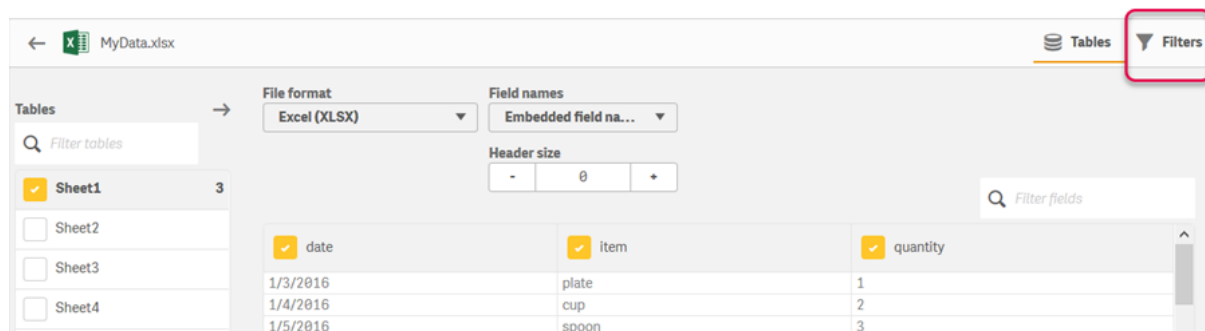 MyData.xlsx
Tables
Filters
Tables
Filter tables
Sheet1 3
Sheet2
Sheet3
Sheet4
File format
Excel (XLSX)
Field names
Embedded field na...
Header size
- 0 +
Filter fields
date item quantity
1/3/2016 plate 1
1/4/2016 cup 2
1/5/2016 spoon 3